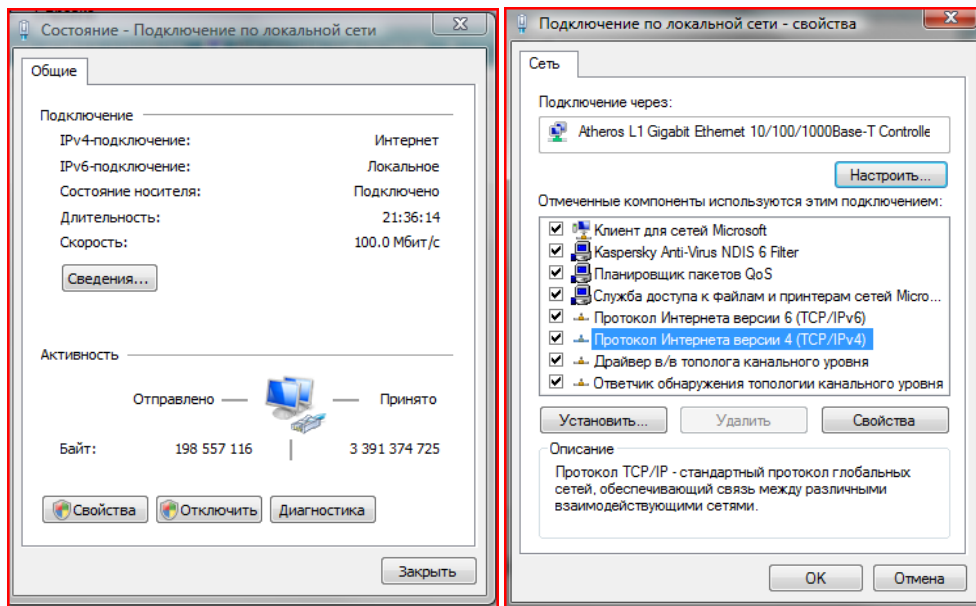 Состояние - Подключение по локальной сети
Общие
Подключение
IPv4-подключение: Интернет
IPv6-подключение: Локальное
Состояние носителя: Подключено
Длительность: 21:36:14
Скорость: 100.0 Мбит/с
Сведения...
Активность
Отправлено Принято
Байт: 198 557 116 3 391 374 725
Свойства Отключить Диагностика
Закрыть
Подключение по локальной сети - свойства
Сеть
Подключение через:
Atheros L1 Gigabit Ethernet 10/100/1000Base-T Controlle
Настроить...
Отмеченные компоненты используются этим подключением:
Клиент для сетей Microsoft
Kaspersky Anti-Virus NDIS 6 Filter
Планировщик пакетов QoS
Служба доступа к файлам и принтерам сетей Micro...
Протокол Интернета версии 6 (TCP/IPv6)
Протокол Интернета версии 4 (TCP/IPv4)
Драйвер в/в тополога канального уровня
Ответчик обнаружения топологии канального уровня
Установить... Удалить Свойства
Описание
Протокол TCP/IP - стандартный протокол глобальных
сетей, обеспечивающий связь между различными
взаимодействующими сетями.
OK Отмена